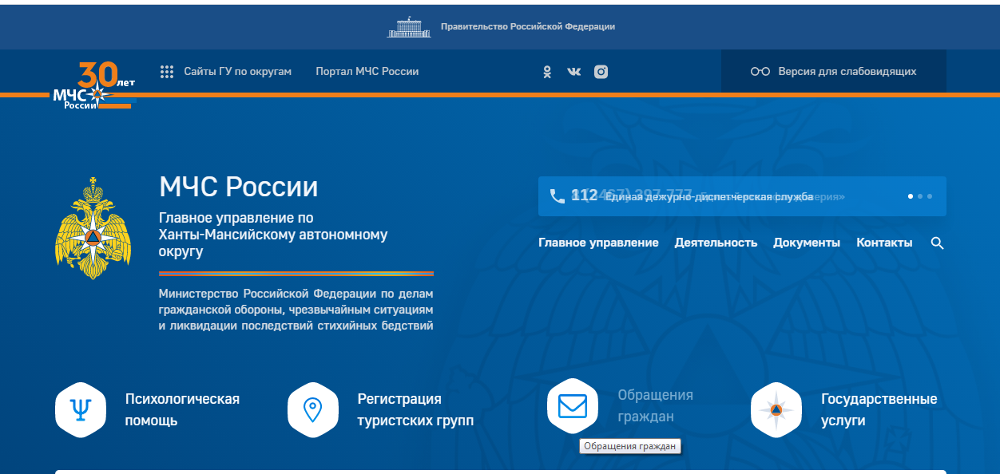 Правительство Российской Федерации
30 лет
МЧС
России
Сайты ГУ по округам
Портал МЧС России
Версия для слабовидящих
МЧС России
Главное управление по
Ханты-Мансийскому автономному
округу
Министерство Российской Федерации по делам
гражданской обороны, чрезвычайным ситуациям
и ликвидации последствий стихийных бедствий
112 Единая дежурно-диспетчерская служба
Главное управление
Деятельность
Документы
Контакты
Психологическая
помощь
Регистрация
туристских групп
Обращения
граждан
Государственные
услуги
Обращения граждан